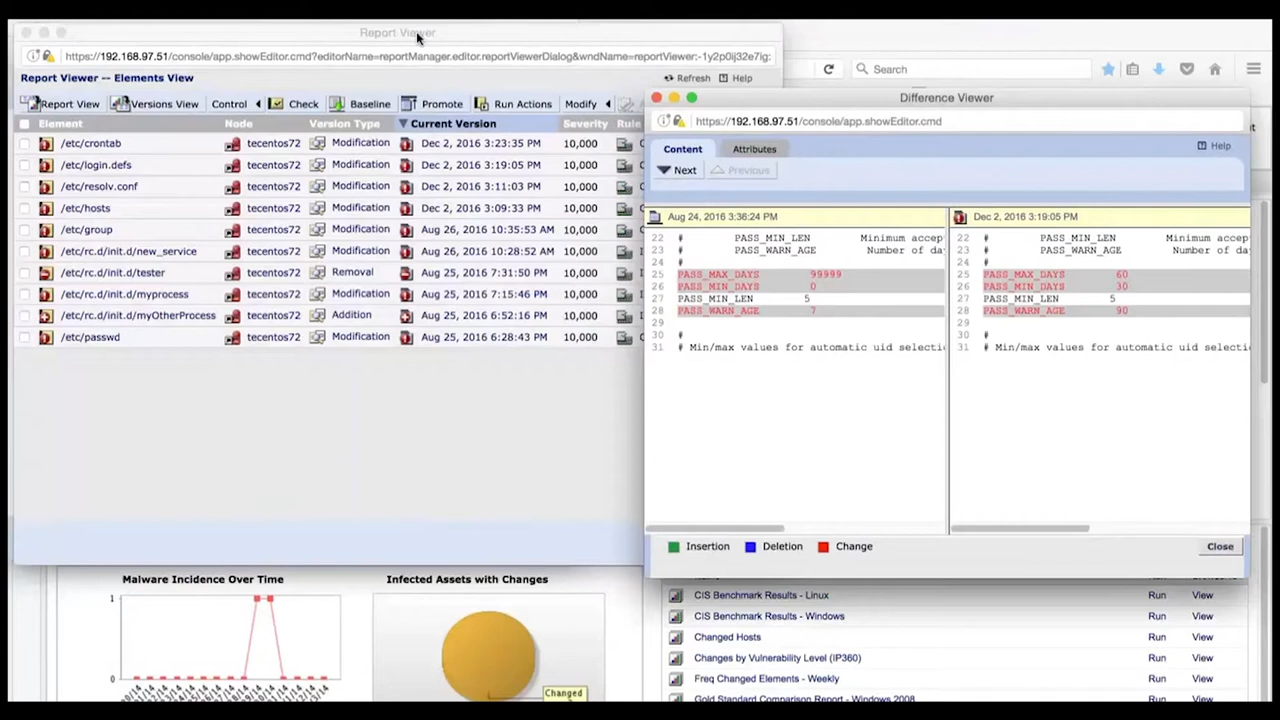 Report Viewer
https://192.168.97.51/console/app.showEditor.cmd?editorName=reportManager.editor.reportViewerDialog&wndName=reportViewer:-1y2p0ij32e7ig:
Report Viewer -- Elements View
Refresh
Help
Report View
Versions View
Control
Check
Baseline
Promote
Run Actions
Modify
Element Node Version Type Current Version Severity Rule
/etc/crontab tecentos72 Modification Dec 2, 2016 3:23:35 PM 10,000
/etc/login.defs tecentos72 Modification Dec 2, 2016 3:19:05 PM 10,000
/etc/resolv.conf tecentos72 Modification Dec 2, 2016 3:11:03 PM 10,000
/etc/hosts tecentos72 Modification Dec 2, 2016 3:09:33 PM 10,000
/etc/group tecentos72 Modification Aug 26, 2016 10:35:53 AM 10,000
/etc/rc.d/init.d/new_service tecentos72 Modification Aug 26, 2016 10:28:52 AM 10,000
/etc/rc.d/init.d/tester tecentos72 Removal Aug 25, 2016 7:31:50 PM 10,000
/etc/rc.d/init.d/myprocess tecentos72 Modification Aug 25, 2016 7:15:46 PM 10,000
/etc/rc.d/init.d/myOtherProcess tecentos72 Addition Aug 25, 2016 6:52:16 PM 10,000
/etc/passwd tecentos72 Modification Aug 25, 2016 6:28:43 PM 10,000
Search
Difference Viewer
https://192.168.97.51/console/app.showEditor.cmd
Content
Attributes
Help
Next
Previous
Aug 24, 2016 3:36:24 PM
22 # PASS_MIN_LEN Minimum accep
23 # PASS_WARN_AGE Number of da
24 #
25 PASS_MAX_DAYS 99999
26 PASS_MIN_DAYS 0
27 PASS_MIN_LEN 5
28 PASS_WARN_AGE 7
29
30 #
31 # Min/max values for automatic uid selecti
Dec 2, 2016 3:19:05 PM
22 # PASS_MIN_LEN Minimum accep
23 # PASS_WARN_AGE Number of d
24 #
25 PASS_MAX_DAYS 60
26 PASS_MIN_DAYS 30
27 PASS_MIN_LEN 5
28 PASS_WARN_AGE 90
29
30 #
31 # Min/max values for automatic uid selecti
Insertion
Deletion
Change
Close
Malware Incidence Over Time
1
0
Infected Assets with Changes
Changed
CIS Benchmark Results - Linux Run View
CIS Benchmark Results - Windows Run View
Changed Hosts Run View
Changes by Vulnerability Level (IP360) Run View
Freq Changed Elements - Weekly Run View
Gold Standard Comparison Report - Windows 2008 Run View